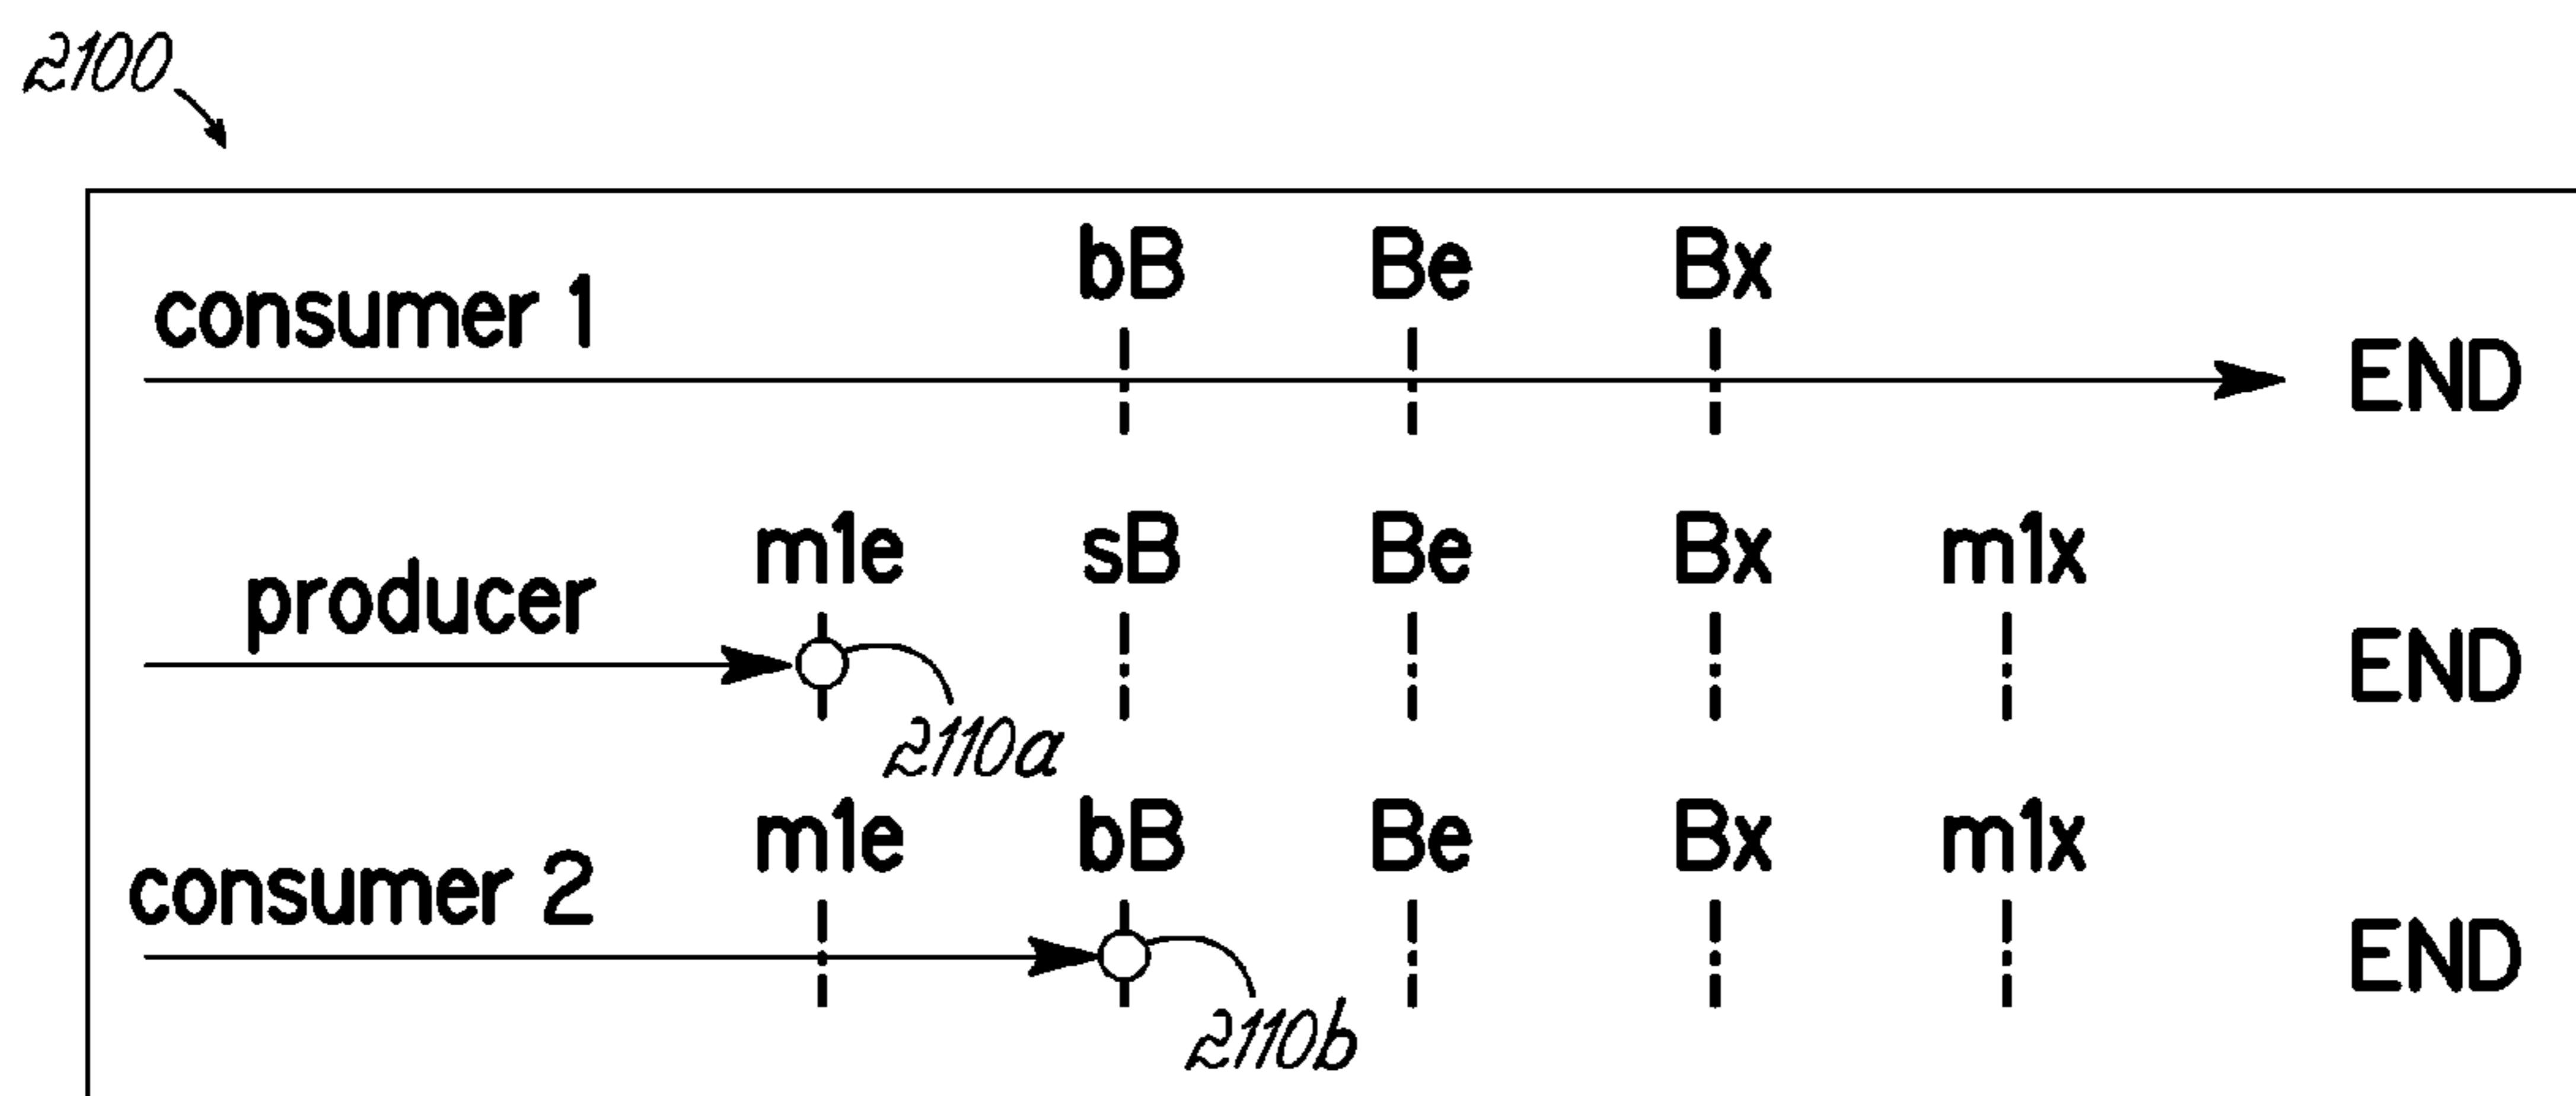 2100
bB Be Bx
consumer 1
END
m1e sB Be Bx m1x
producer
END
2110a
m1e bB Be Bx m1x
consumer 2
END
2110b